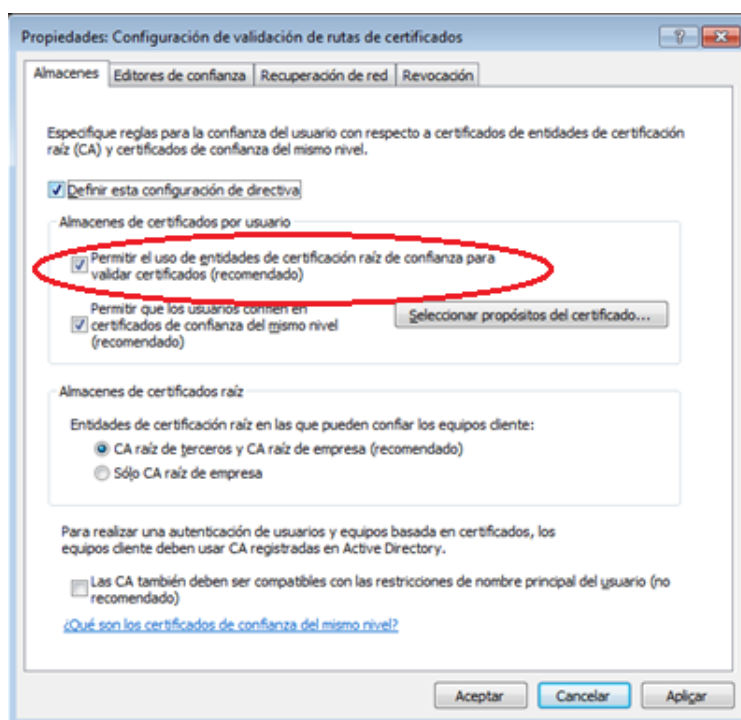 Propiedades: Configuración de validación de rutas de certificados
Almacenes Editores de confianza Recuperación de red Revocación
Especifique reglas para la confianza del usuario con respecto a certificados de entidades de certificación
raíz (CA) y certificados de confianza del mismo nivel.
Definir esta configuración de directiva
Almacenes de certificados por usuario
Permitir el uso de entidades de certificación raíz de confianza para
validar certificados (recomendado)
Permitir que los usuarios confíen en
certificados de confianza del mismo nivel
(recomendado)
Seleccionar propósitos del certificado...
Almacenes de certificados raíz
Entidades de certificación raíz en las que pueden confiar los equipos cliente:
CA raíz de terceros y CA raíz de empresa (recomendado)
Sólo CA raíz de empresa
Para realizar una autenticación de usuarios y equipos basada en certificados, los
equipos cliente deben usar CA registradas en Active Directory.
Las CA también deben ser compatibles con las restricciones de nombre principal del usuario (no
recomendado)
¿Qué son los certificados de confianza del mismo nivel?
Aceptar Cancelar Aplicar